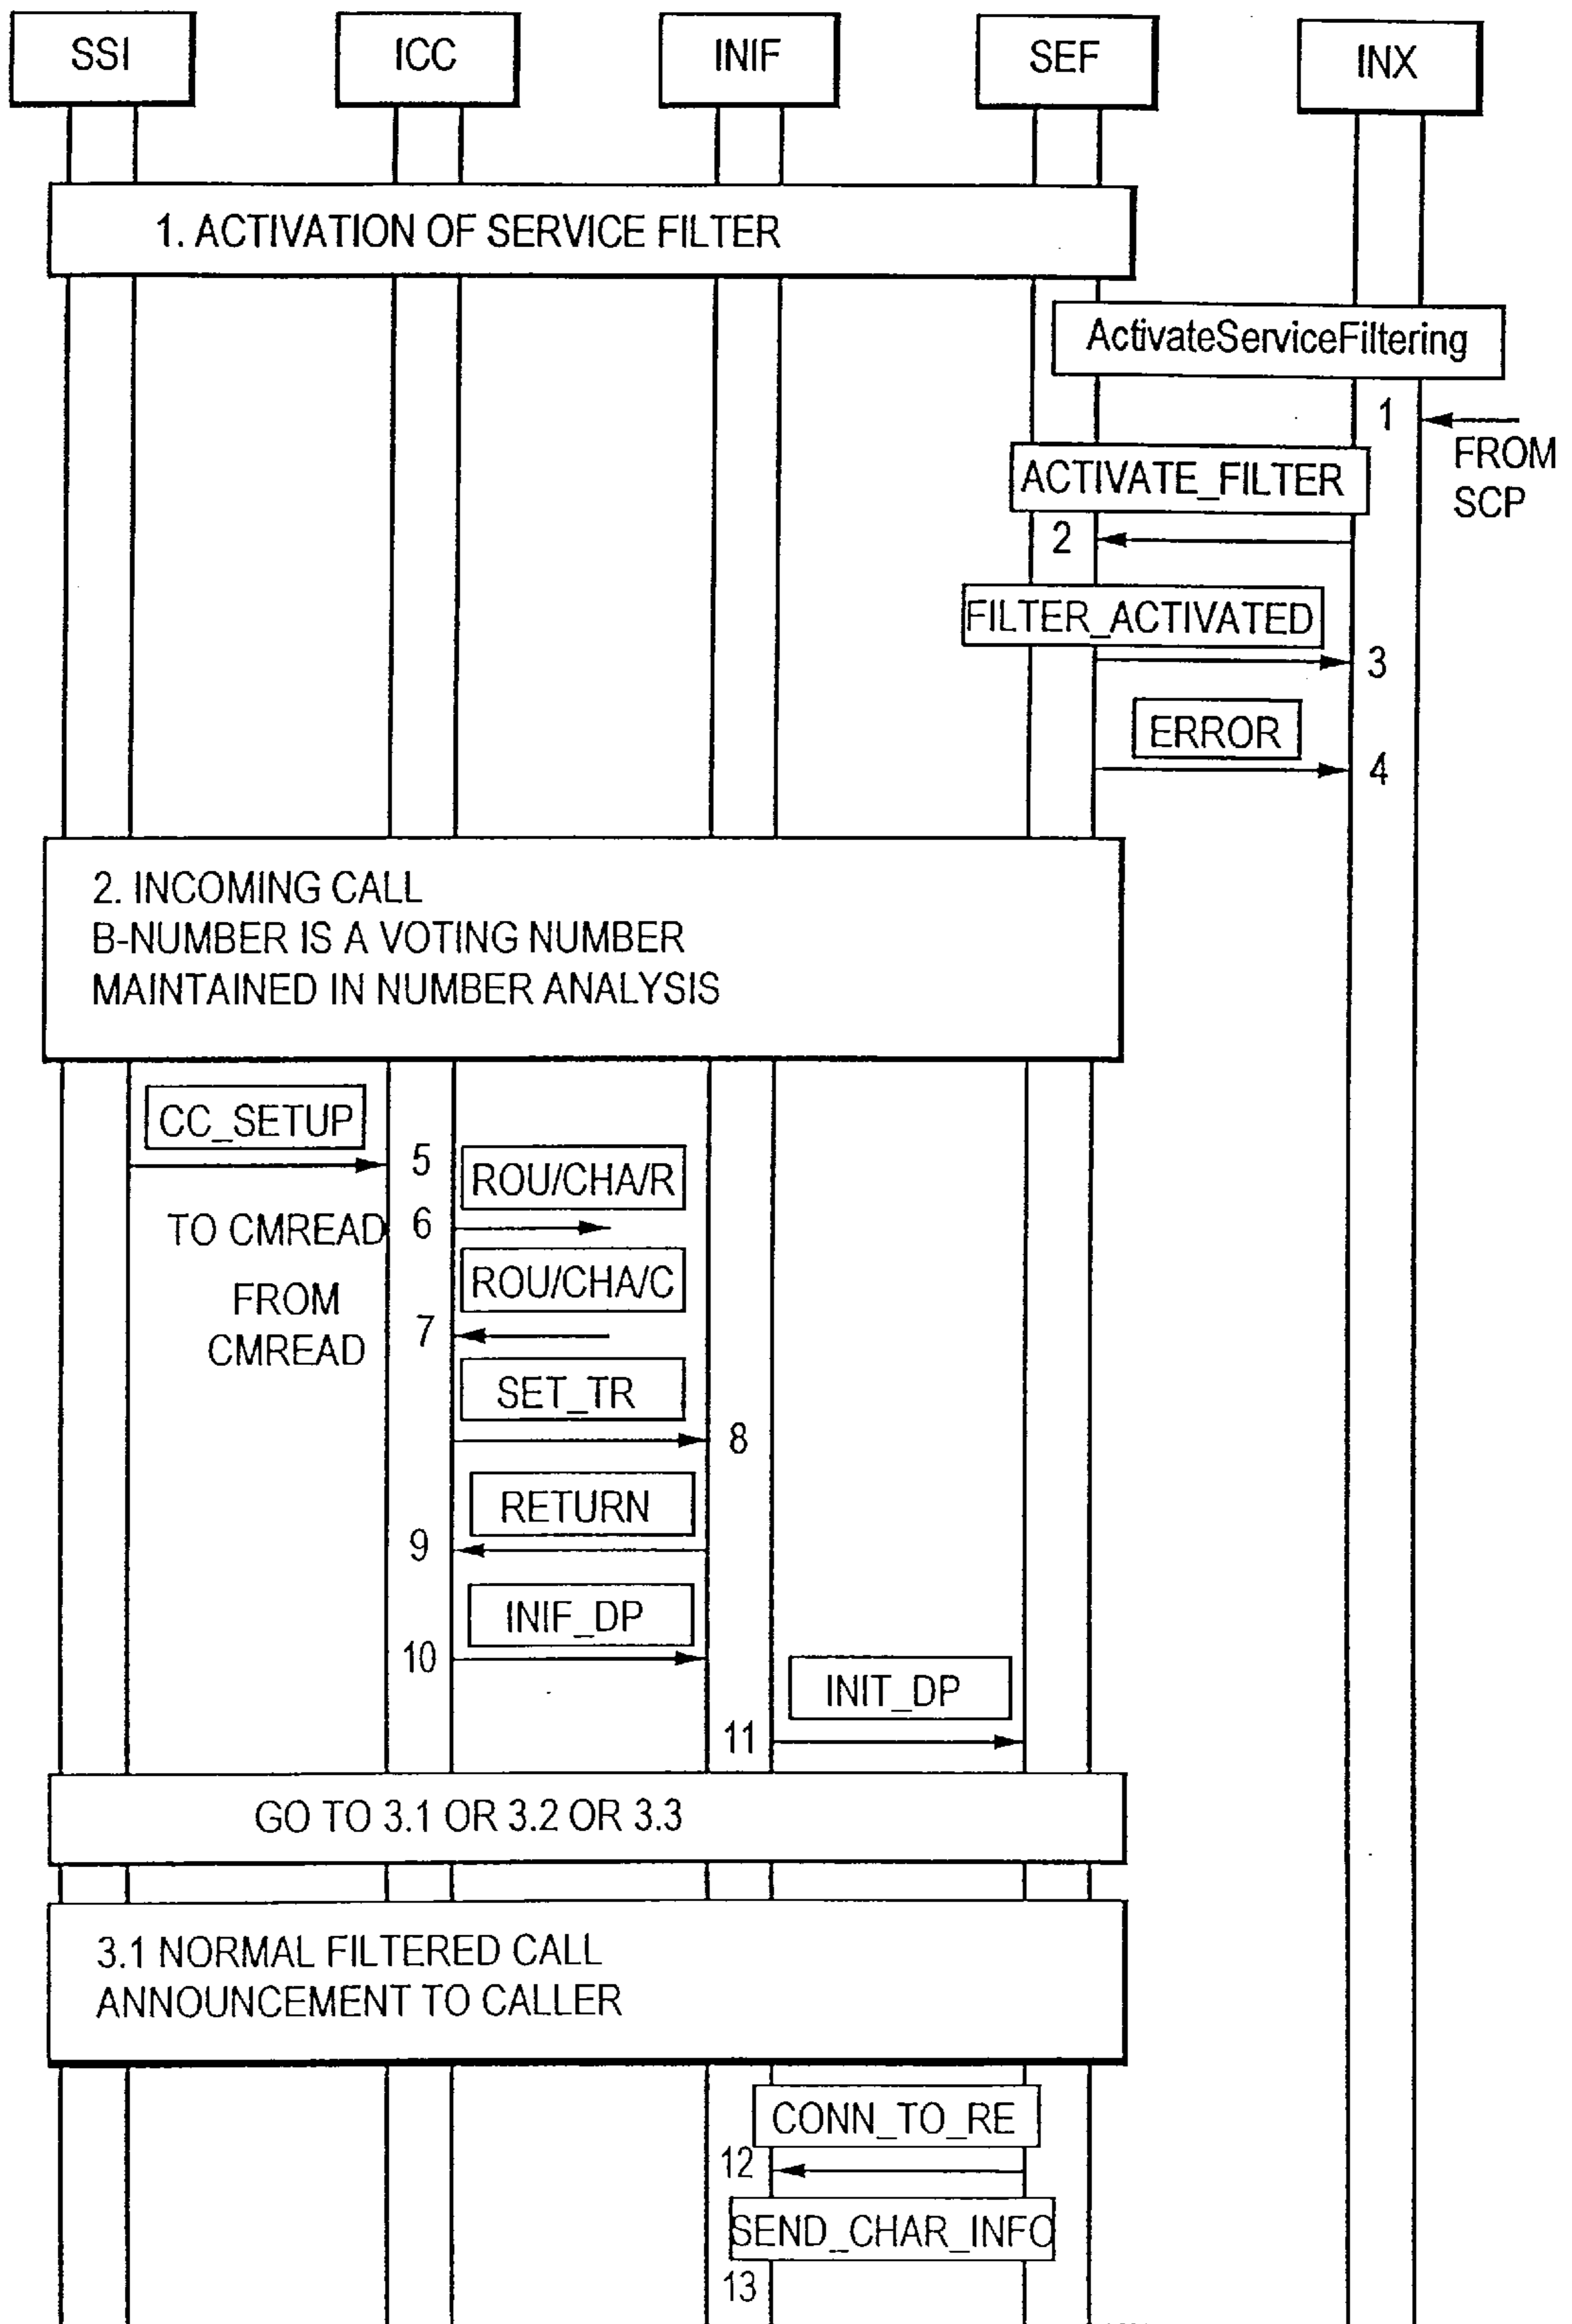 SSI
ICC
INIF
SEF
INX
1. ACTIVATION OF SERVICE FILTER
ActivateServiceFiltering
1
FROM
SCP
ACTIVATE_FILTER
2
FILTER_ACTIVATED
3
ERROR
4
2. INCOMING CALL
B-NUMBER IS A VOTING NUMBER
MAINTAINED IN NUMBER ANALYSIS
CC_SETUP
5
ROU/CHA/R
TO CMREAD
6
ROU/CHA/C
FROM
CMREAD
7
SET_TR
8
RETURN
9
INIF_DP
10
INIT_DP
11
GO TO 3.1 OR 3.2 OR 3.3
3.1 NORMAL FILTERED CALL
ANNOUNCEMENT TO CALLER
CONN_TO_RE
12
SEND_CHAR_INFO
13